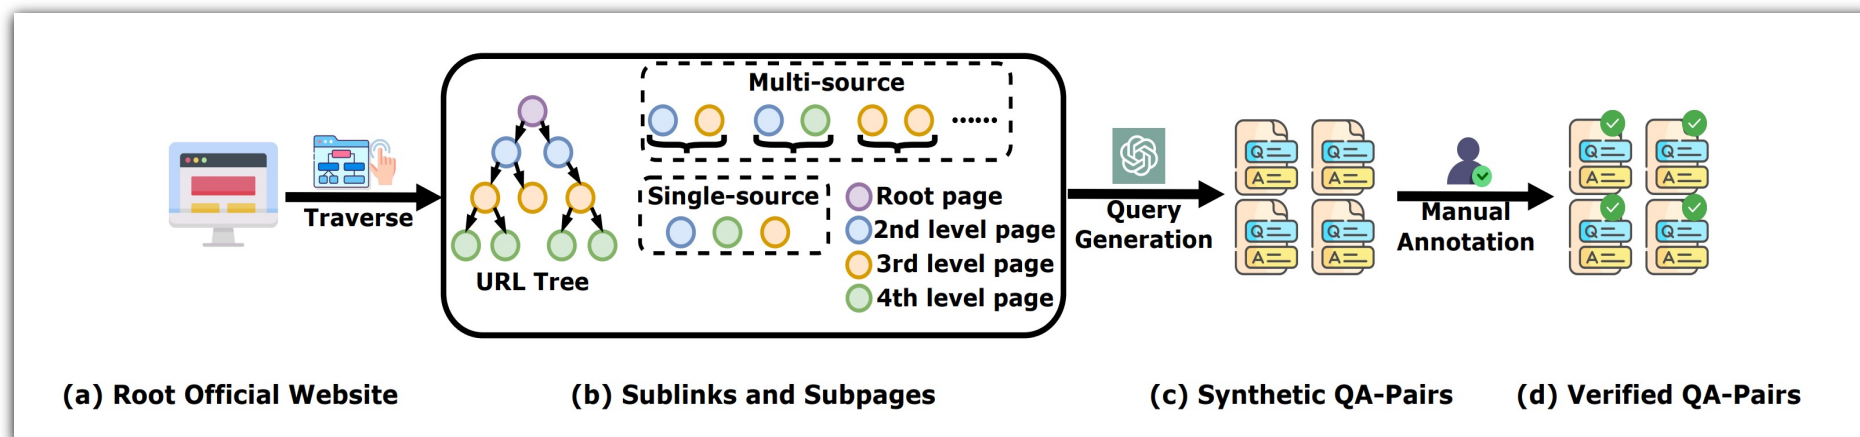 Traverse
URL Tree
Multi-source
......
Single-source
Root page
2nd level page
3rd level page
4th level page
Query
Generation
Q=
A=
Q=
A=
Q=
A=
Q=
A=
Manual
Annotation
Q=
A=
Q=
A=
Q=
A=
Q=
A=
(a) Root Official Website
(b) Sublinks and Subpages
(c) Synthetic QA-Pairs
(d) Verified QA-Pairs